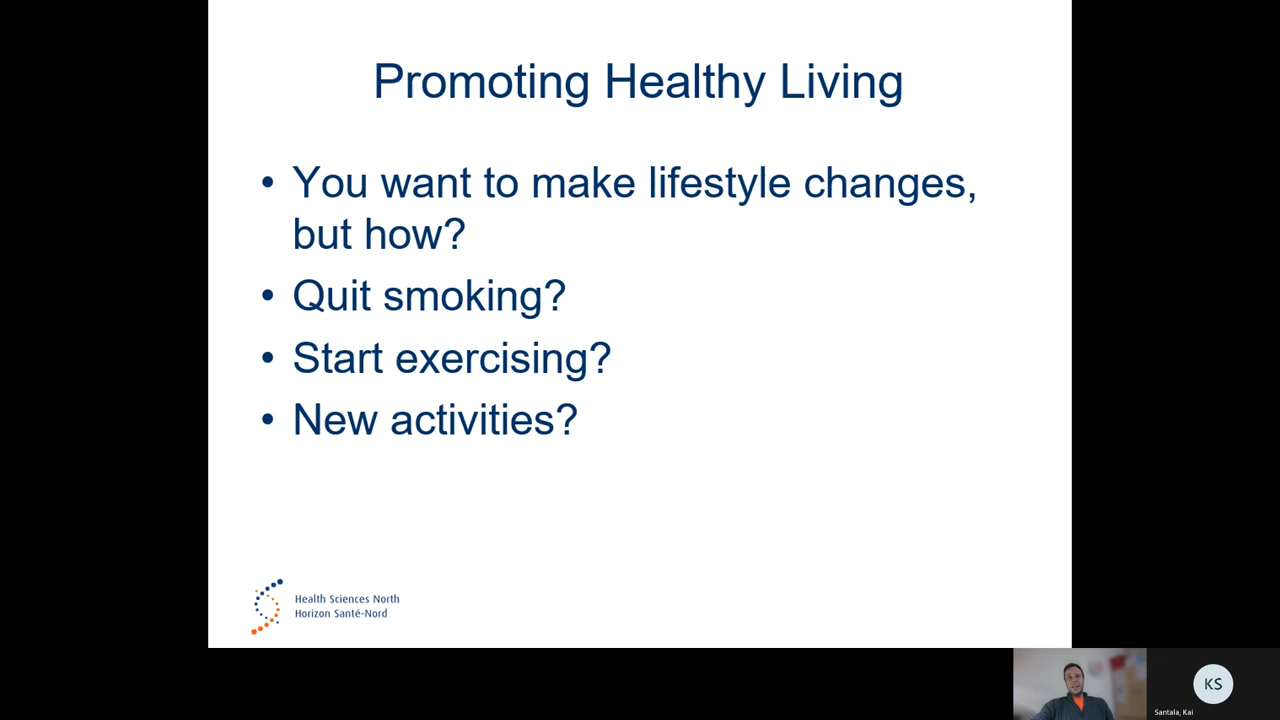 Promoting Healthy Living
• You want to make lifestyle changes,
but how?
• Quit smoking?
• Start exercising?
• New activities?
Health Sciences North
Horizon Santé-Nord
KS
Santala, Kai